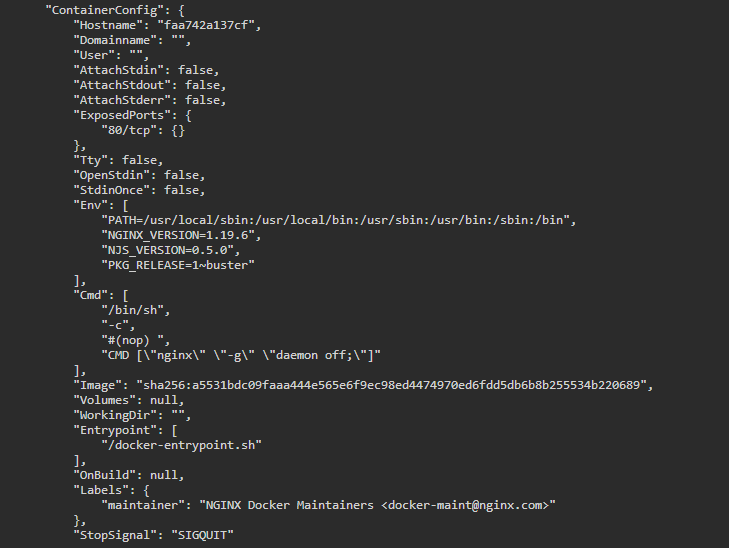 "ContainerConfig": {
"Hostname": "faa742a137cf",
"Domainname": "",
"User": "",
"AttachStdin": false,
"AttachStdout": false,
"AttachStderr": false,
"ExposedPorts": {
"80/tcp": {}
},
"Tty": false,
"OpenStdin": false,
"StdinOnce": false,
"Env": [
"PATH=/usr/local/sbin:/usr/local/bin:/usr/sbin:/usr/bin:/sbin:/bin",
"NGINX_VERSION=1.19.6",
"NJS_VERSION=0.5.0",
"PKG_RELEASE=1~buster"
],
"Cmd": [
"/bin/sh",
"-c",
"#(nop) ",
"CMD [\"nginx\" \"-g\" \"daemon off;\"]"
],
"Image": "sha256:a5531bdc09faaa444e565e6f9ec98ed4474970ed6fdd5db6b8b255534b220689",
"Volumes": null,
"WorkingDir": "",
"Entrypoint": [
"/docker-entrypoint.sh"
],
"OnBuild": null,
"Labels": {
"maintainer": "NGINX Docker Maintainers <docker-maint@nginx.com>"
},
"StopSignal": "SIGQUIT"